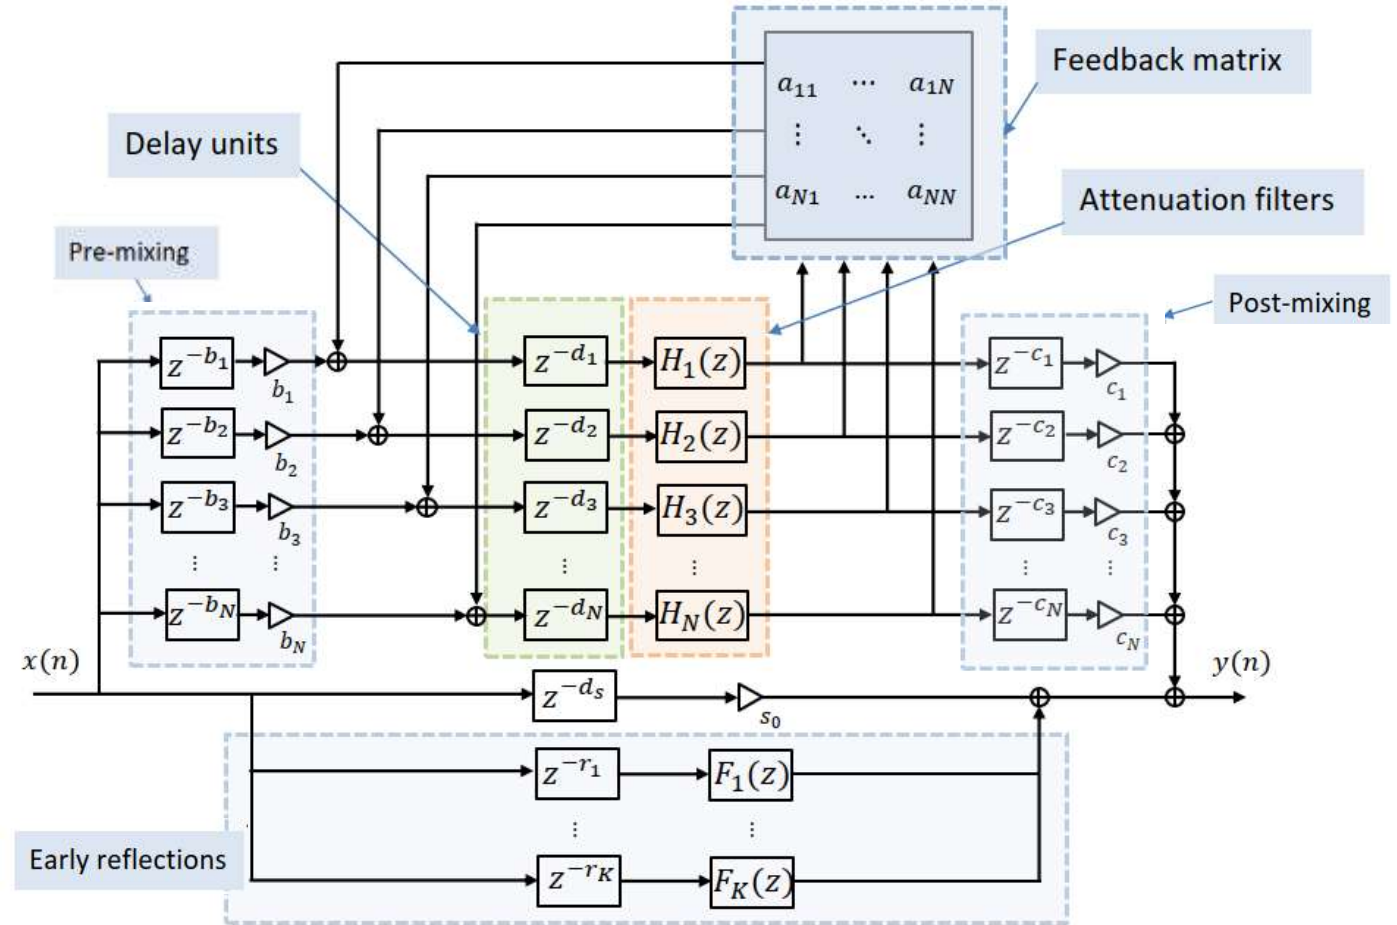 a₁₁ ⋯ a₁N
⋮ ⋱ ⋮
aN₁ ... aNN
Feedback matrix
Delay units
Attenuation filters
Pre-mixing
Post-mixing
z^−b₁ b₁ z^−d₁ H₁(z) z^−c₁ c₁
z^−b₂ b₂ z^−d₂ H₂(z) z^−c₂ c₂
z^−b₃ b₃ z^−d₃ H₃(z) z^−c₃ c₃
⋮ ⋮ ⋮ ⋮ ⋮ ⋮
z^−bN bN z^−dN HN(z) z^−cN cN
x(n) y(n)
z^−dₛ s₀
z^−r₁ F₁(z)
⋮ ⋮
Early reflections
z^−rK FK(z)